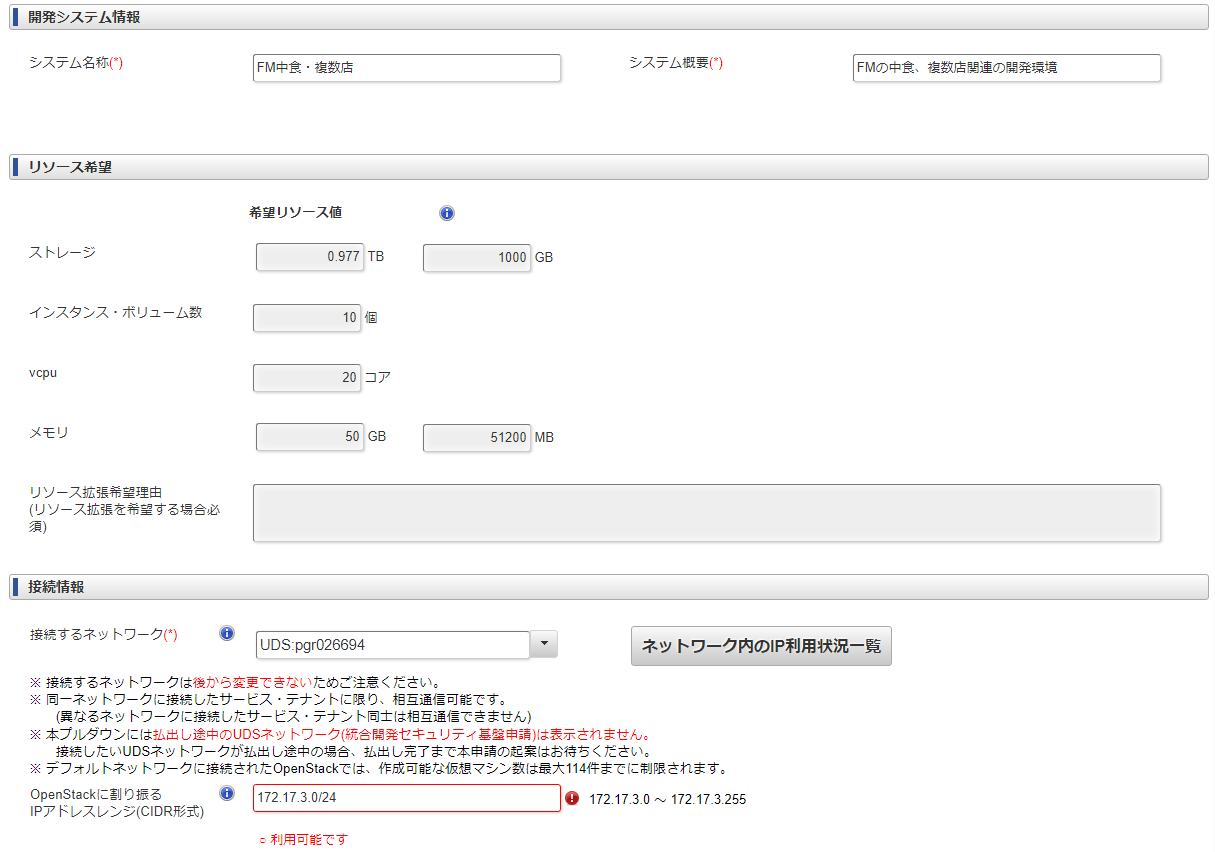 開発システム情報
システム名称(*)
FM中食・複数店
システム概要(*)
FMの中食、複数店関連の開発環境
リソース希望
希望リソース値
ストレージ
0.977 TB
1000 GB
インスタンス・ボリューム数
10 個
vcpu
20 コア
メモリ
50 GB
51200 MB
リソース拡張希望理由
(リソース拡張を希望する場合必
須)
接続情報
接続するネットワーク(*)
UDS:pgr026694
ネットワーク内のIP利用状況一覧
※ 接続するネットワークは後から変更できないためご注意ください。
※ 同一ネットワークに接続したサービス・テナントに限り、相互通信可能です。
(異なるネットワークに接続したサービス・テナント同士は相互通信できません)
※ 本プルダウンには払出し途中のUDSネットワーク(統合開発セキュリティ基盤申請)は表示されません。
接続したいUDSネットワークが払出し途中の場合、払出し完了まで本申請の起案はお待ちください。
※ デフォルトネットワークに接続されたOpenStackでは、作成可能な仮想マシン数は最大114件までに制限されます。
OpenStackに割り振る
IPアドレスレンジ(CIDR形式)
172.17.3.0/24
172.17.3.0 ～ 172.17.3.255
○ 利用可能です